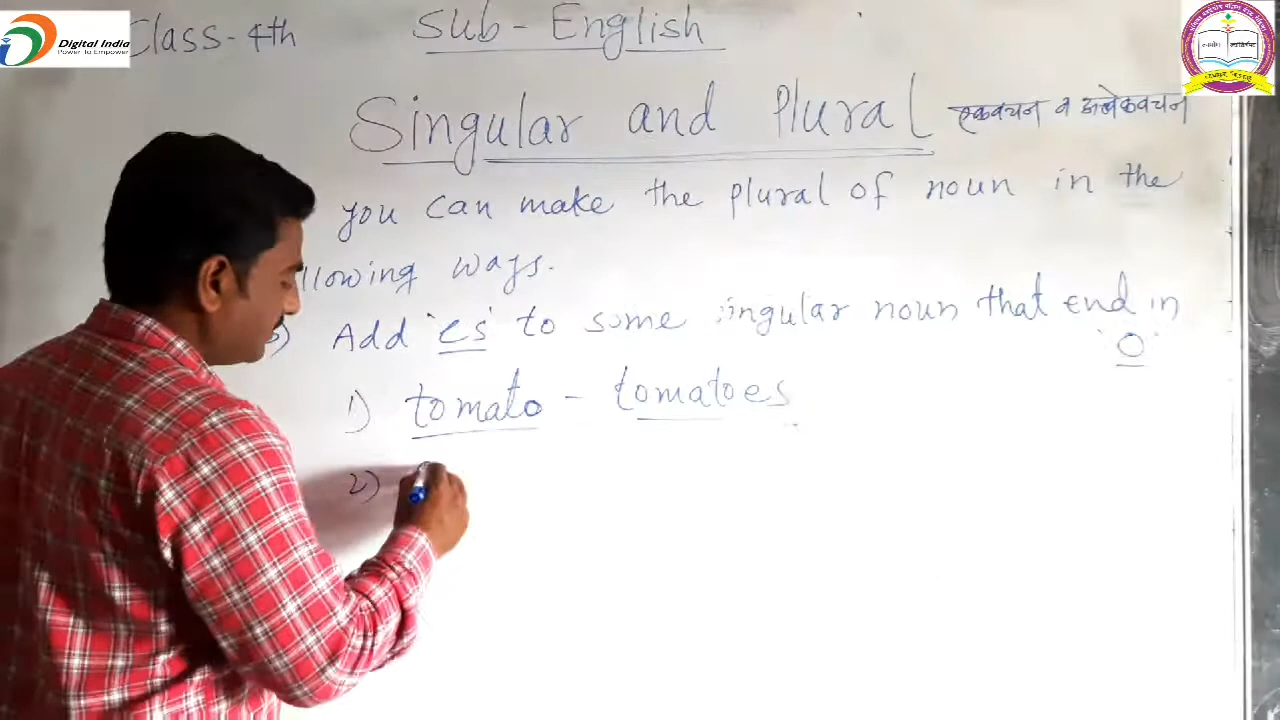 Digital India
Power To Empower
Class-4th
Sub - English
Singular and Plural एकवचन व अनेकवचन
you can make the plural of noun in the
llowing ways.
) Add 'es' to some singular noun that end in
'O'
1) tomato - tomatoes
2)